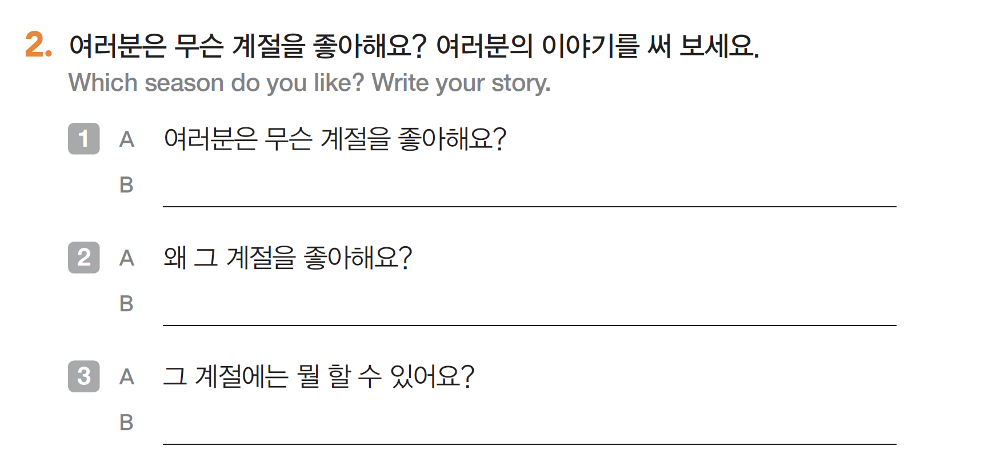 2. 여러분은 무슨 계절을 좋아해요? 여러분의 이야기를 써 보세요.
Which season do you like? Write your story.
1 A 여러분은 무슨 계절을 좋아해요?
B
2 A 왜 그 계절을 좋아해요?
B
3 A 그 계절에는 뭘 할 수 있어요?
B